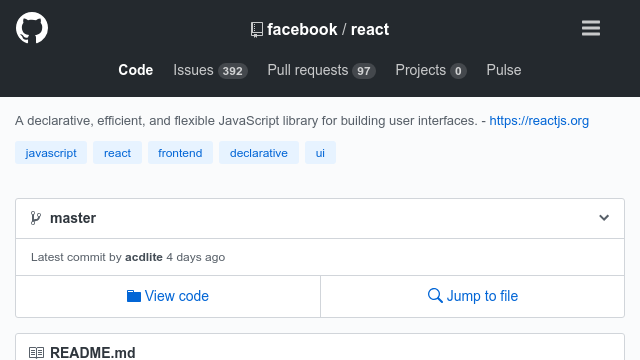 facebook / react
Code Issues 392 Pull requests 97 Projects 0 Pulse
A declarative, efficient, and flexible JavaScript library for building user interfaces. - https://reactjs.org
javascript react frontend declarative ui
master
Latest commit by acdlite 4 days ago
View code Jump to file
README.md